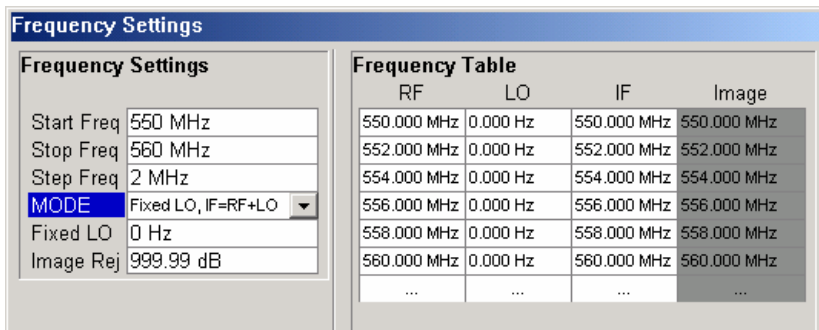 Frequency Settings
Frequency Settings
Start Freq 550 MHz
Stop Freq 560 MHz
Step Freq 2 MHz
MODE Fixed LO, IF=RF+LO
Fixed LO 0 Hz
Image Rej 999.99 dB
Frequency Table
RF LO IF Image
550.000 MHz 0.000 Hz 550.000 MHz 550.000 MHz
552.000 MHz 0.000 Hz 552.000 MHz 552.000 MHz
554.000 MHz 0.000 Hz 554.000 MHz 554.000 MHz
556.000 MHz 0.000 Hz 556.000 MHz 556.000 MHz
558.000 MHz 0.000 Hz 558.000 MHz 558.000 MHz
560.000 MHz 0.000 Hz 560.000 MHz 560.000 MHz
... ... ... ...